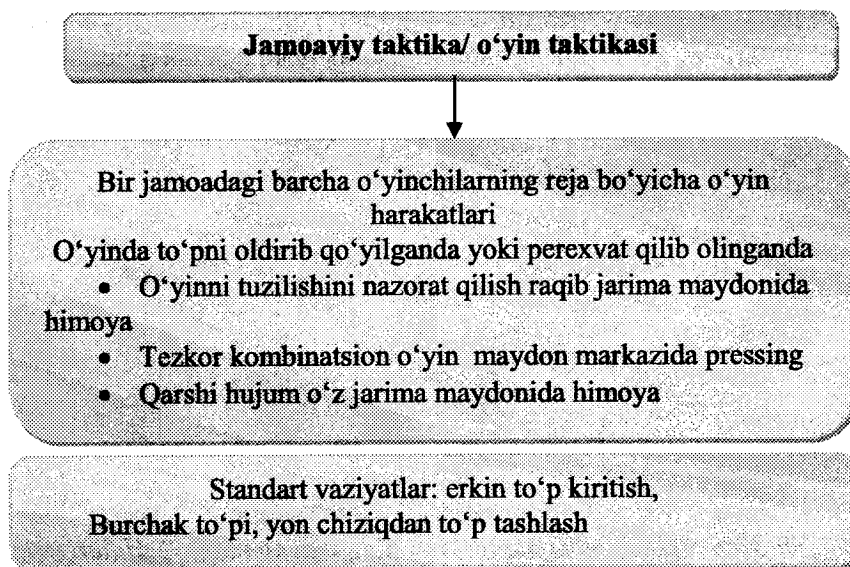 Jamoaviy taktika/ o‘yin taktikasi
Bir jamoadagi barcha o‘yinchilarning reja bo‘yicha o‘yin
harakatlari
O‘yinda to‘pni oldirib qo‘yilganda yoki perexvat qilib olinganda
• O‘yinni tuzilishini nazorat qilish raqib jarima maydonida
himoya
• Tezkor kombinatsion o‘yin maydon markazida pressing
• Qarshi hujum o‘z jarima maydonida himoya
Standart vaziyatlar: erkin to‘p kiritish,
Burchak to‘pi, yon chiziqdan to‘p tashlash